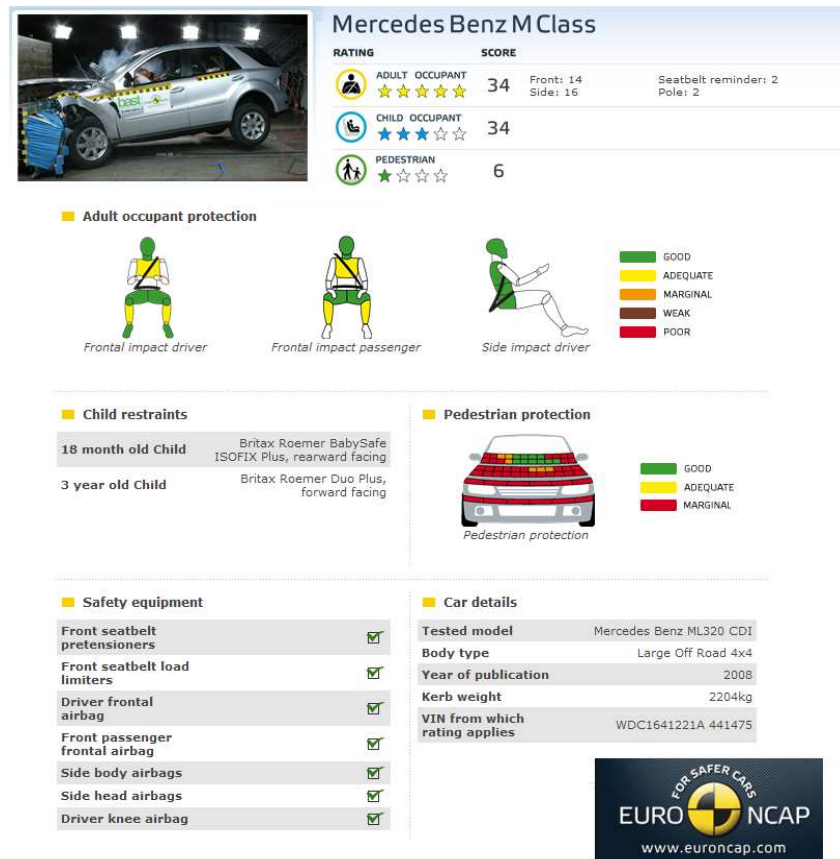 Mercedes Benz M Class
RATING SCORE
ADULT OCCUPANT 34 Front: 14 Seatbelt reminder: 2
Side: 16 Pole: 2
CHILD OCCUPANT 34
PEDESTRIAN 6
bast
Adult occupant protection
GOOD
ADEQUATE
MARGINAL
WEAK
POOR
Frontal impact driver Frontal impact passenger Side impact driver
Child restraints
18 month old Child Britax Roemer BabySafe
ISOFIX Plus, rearward facing
3 year old Child Britax Roemer Duo Plus,
forward facing
Pedestrian protection
GOOD
ADEQUATE
MARGINAL
Pedestrian protection
Safety equipment
Front seatbelt
pretensioners
Front seatbelt load
limiters
Driver frontal
airbag
Front passenger
frontal airbag
Side body airbags
Side head airbags
Driver knee airbag
Car details
Tested model Mercedes Benz ML320 CDI
Body type Large Off Road 4x4
Year of publication 2008
Kerb weight 2204kg
VIN from which
rating applies WDC1641221A 441475
FOR SAFER CARS
EURO NCAP
www.euroncap.com